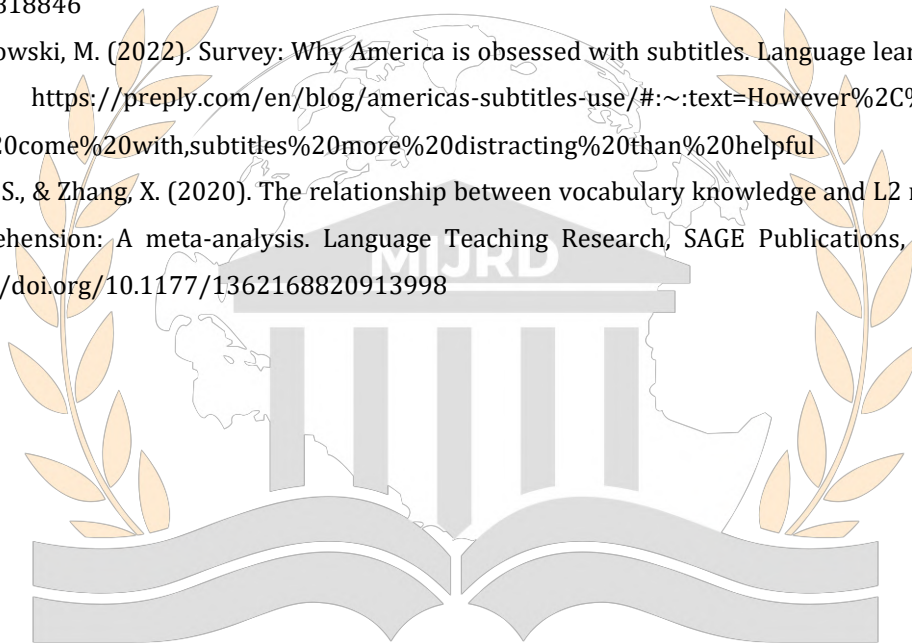 318846
owski, M. (2022). Survey: Why America is obsessed with subtitles. Language lear
https://preply.com/en/blog/americas-subtitles-use/#:~:text=However%2C%
20come%20with,subtitles%20more%20distracting%20than%20helpful
S., & Zhang, X. (2020). The relationship between vocabulary knowledge and L2 r
ehension: A meta-analysis. Language Teaching Research, SAGE Publications,
//doi.org/10.1177/1362168820913998
MIJRD